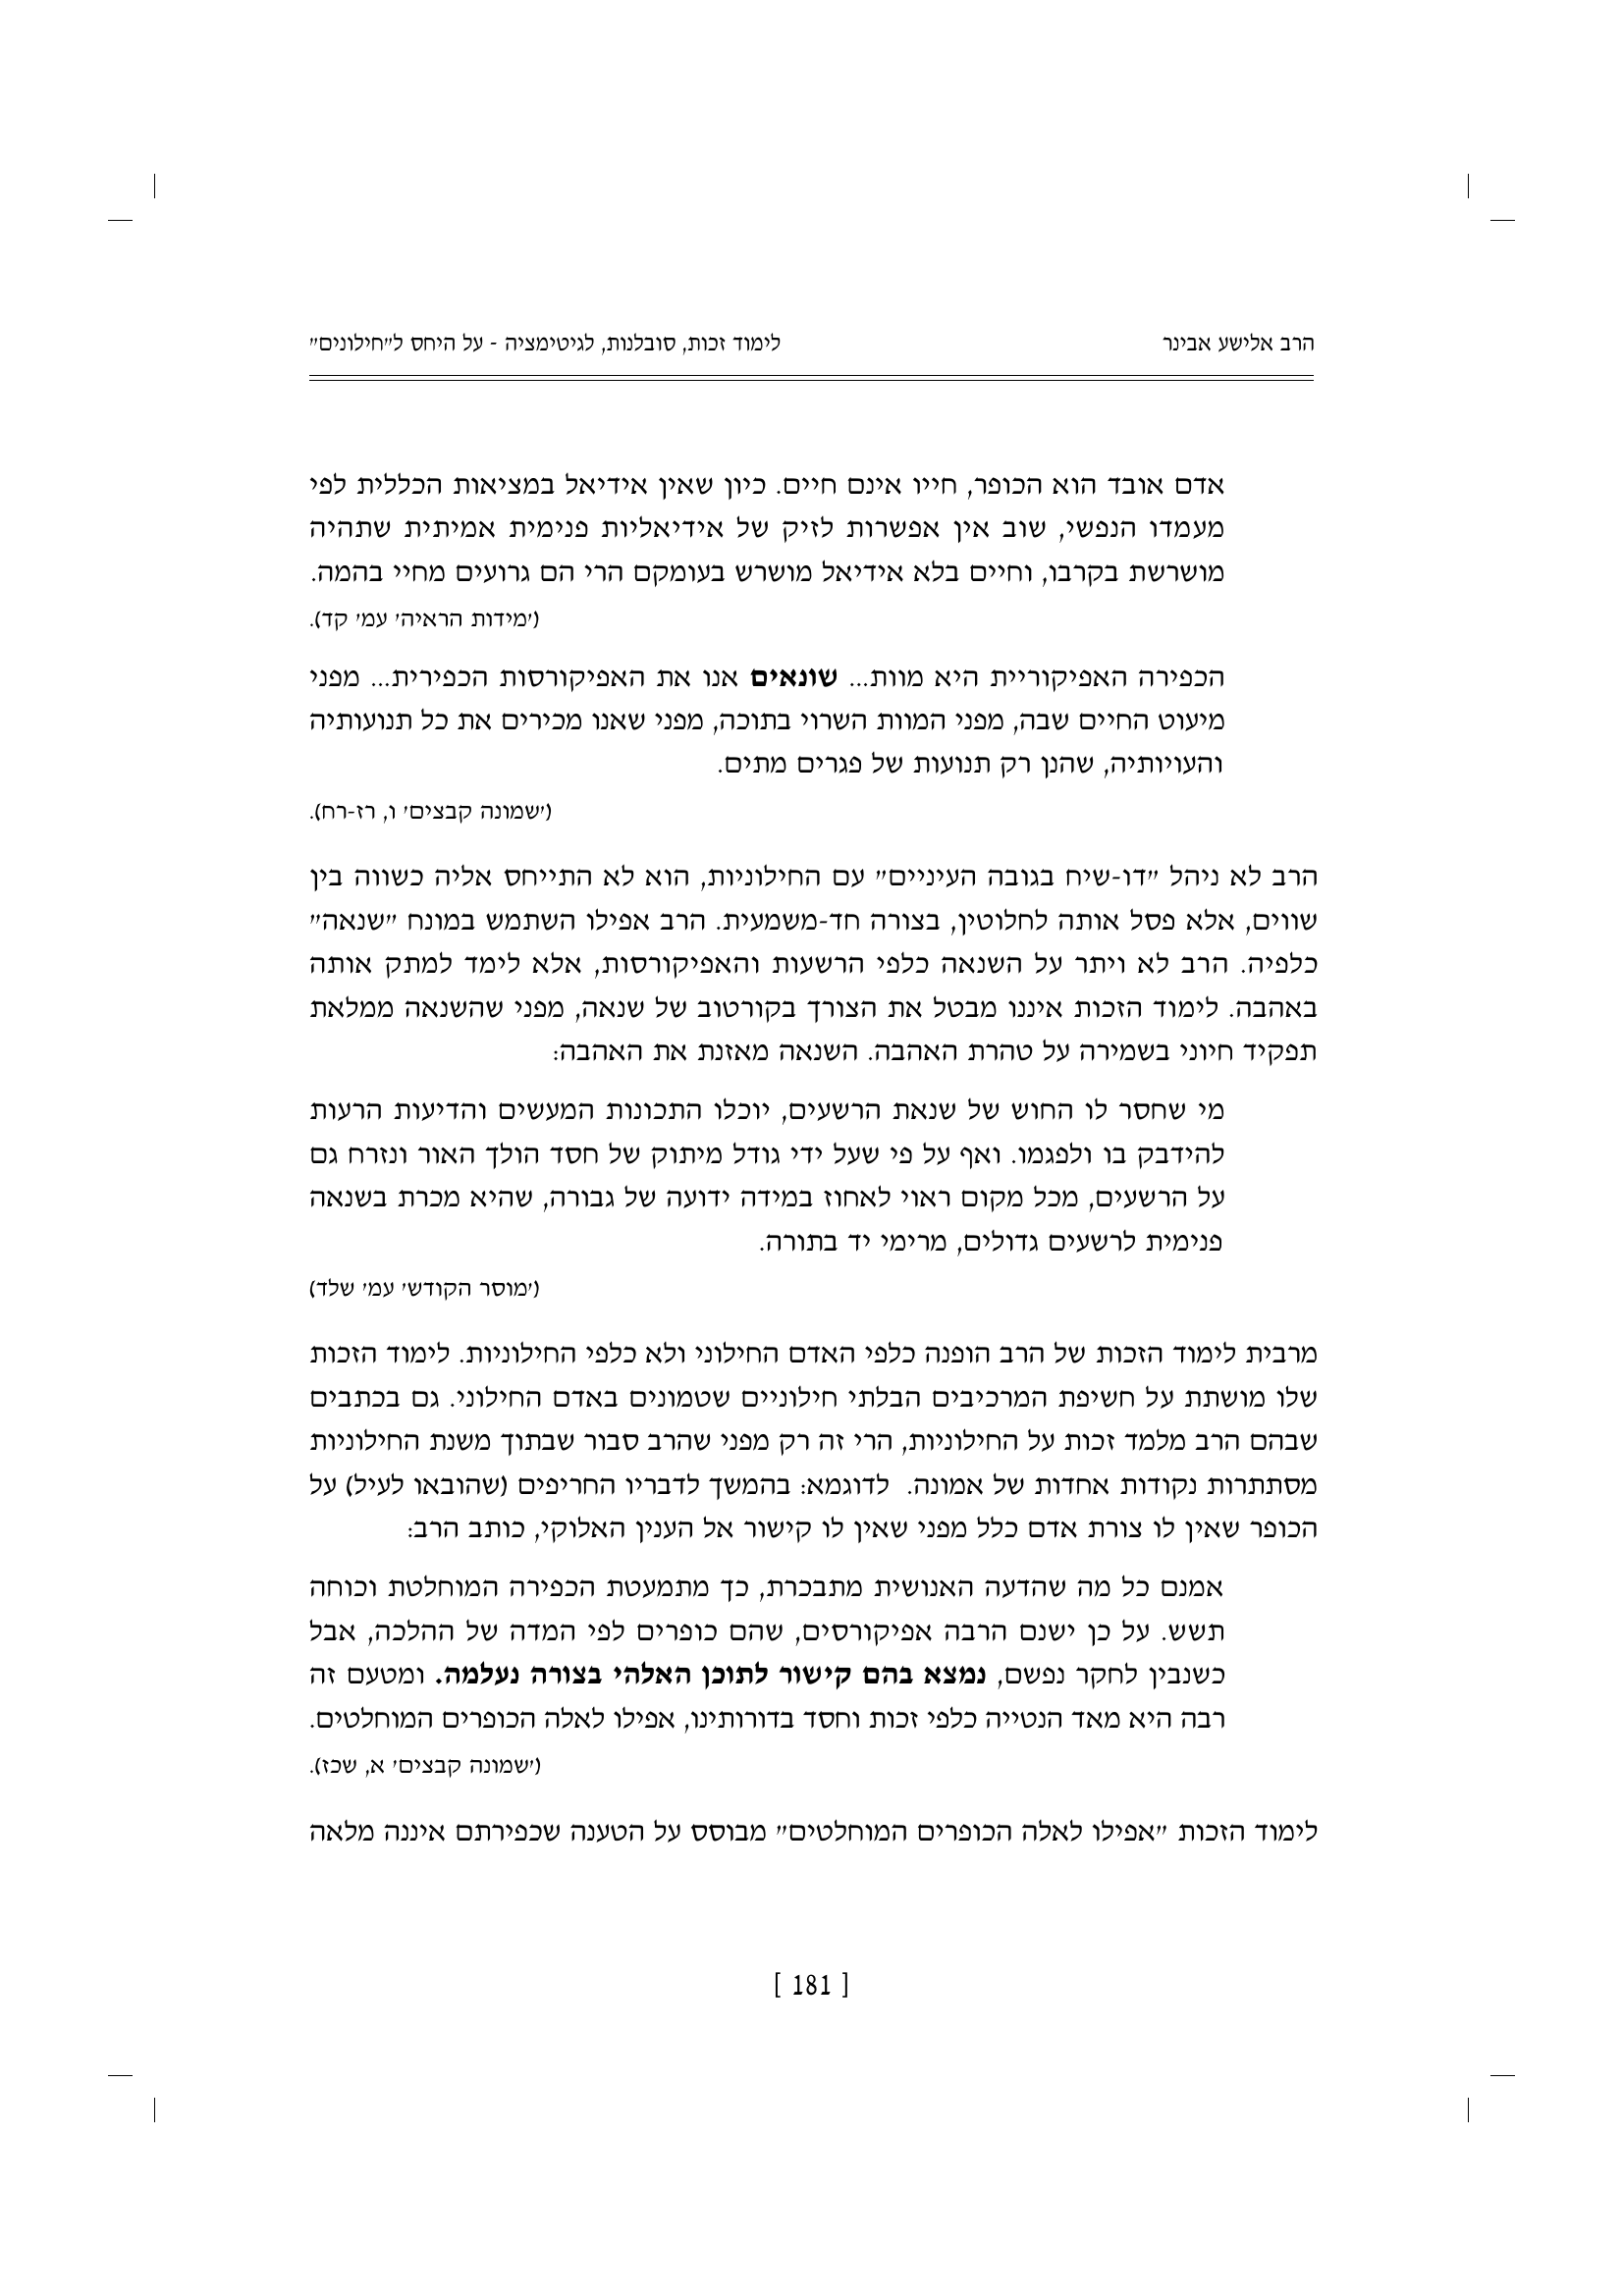 הרב אלישע אבינר
לימוד זכות, סובלנות, לגיטימציה - על היחס ל״חילונים״
אדם אובד הוא הכופר, חייו אינם חיים. כיון שאין אידיאל במציאות הכללית לפי
מעמדו הנפשי, שוב אין אפשרות לזיק של אידיאליות פנימית אמיתית שתהיה
מושרשת בקרבו, וחיים בלא אידיאל מושרש בעומקם הרי הם גרועים מחיי בהמה.
(׳מידות הראיה׳ עמ׳ קד).
הכפירה האפיקוריית היא מוות... שונאים אנו את האפיקורסות הכפירית... מפני
מיעוט החיים שבה, מפני המוות השרוי בתוכה, מפני שאנו מכירים את כל תנועותיה
והעויותיה, שהנן רק תנועות של פגרים מתים.
(׳שמונה קבצים׳ ו, רז-רח).
הרב לא ניהל ״דו-שיח בגובה העיניים״ עם החילוניות, הוא לא התייחס אליה כשווה בין
שווים, אלא פסל אותה לחלוטין, בצורה חד-משמעית. הרב אפילו השתמש במונח ״שנאה״
כלפיה. הרב לא ויתר על השנאה כלפי הרשעות והאפיקורסות, אלא לימד למתק אותה
באהבה. לימוד הזכות איננו מבטל את הצורך בקורטוב של שנאה, מפני שהשנאה ממלאת
תפקיד חיוני בשמירה על טהרת האהבה. השנאה מאזנת את האהבה:
מי שחסר לו החוש של שנאת הרשעים, יוכלו התכונות המעשים והדיעות הרעות
להידבק בו ולפגמו. ואף על פי שעל ידי גודל מיתוק של חסד הולך האור ונזרח גם
על הרשעים, מכל מקום ראוי לאחוז במידה ידועה של גבורה, שהיא מכרת בשנאה
פנימית לרשעים גדולים, מרימי יד בתורה.
(׳מוסר הקודש׳ עמ׳ שלד)
מרבית לימוד הזכות של הרב הופנה כלפי האדם החילוני ולא כלפי החילוניות. לימוד הזכות
שלו מושתת על חשיפת המרכיבים הבלתי חילוניים שטמונים באדם החילוני. גם בכתבים
שבהם הרב מלמד זכות על החילוניות, הרי זה רק מפני שהרב סבור שבתוך משנת החילוניות
מסתתרות נקודות אחדות של אמונה. לדוגמא: בהמשך לדבריו החריפים (שהובאו לעיל) על
הכופר שאין לו צורת אדם כלל מפני שאין לו קישור אל הענין האלוקי, כותב הרב:
אמנם כל מה שהדעה האנושית מתבכרת, כך מתמעטת הכפירה המוחלטת וכוחה
תשש. על כן ישנם הרבה אפיקורסים, שהם כופרים לפי המדה של ההלכה, אבל
כשנבין לחקר נפשם, נמצא בהם קישור לתוכן האלהי בצורה נעלמה. ומטעם זה
רבה היא מאד הנטייה כלפי זכות וחסד בדורותינו, אפילו לאלה הכופרים המוחלטים.
(׳שמונה קבצים׳ א, שכז).
לימוד הזכות ״אפילו לאלה הכופרים המוחלטים״ מבוסס על הטענה שכפירתם איננה מלאה
[ 181 ]